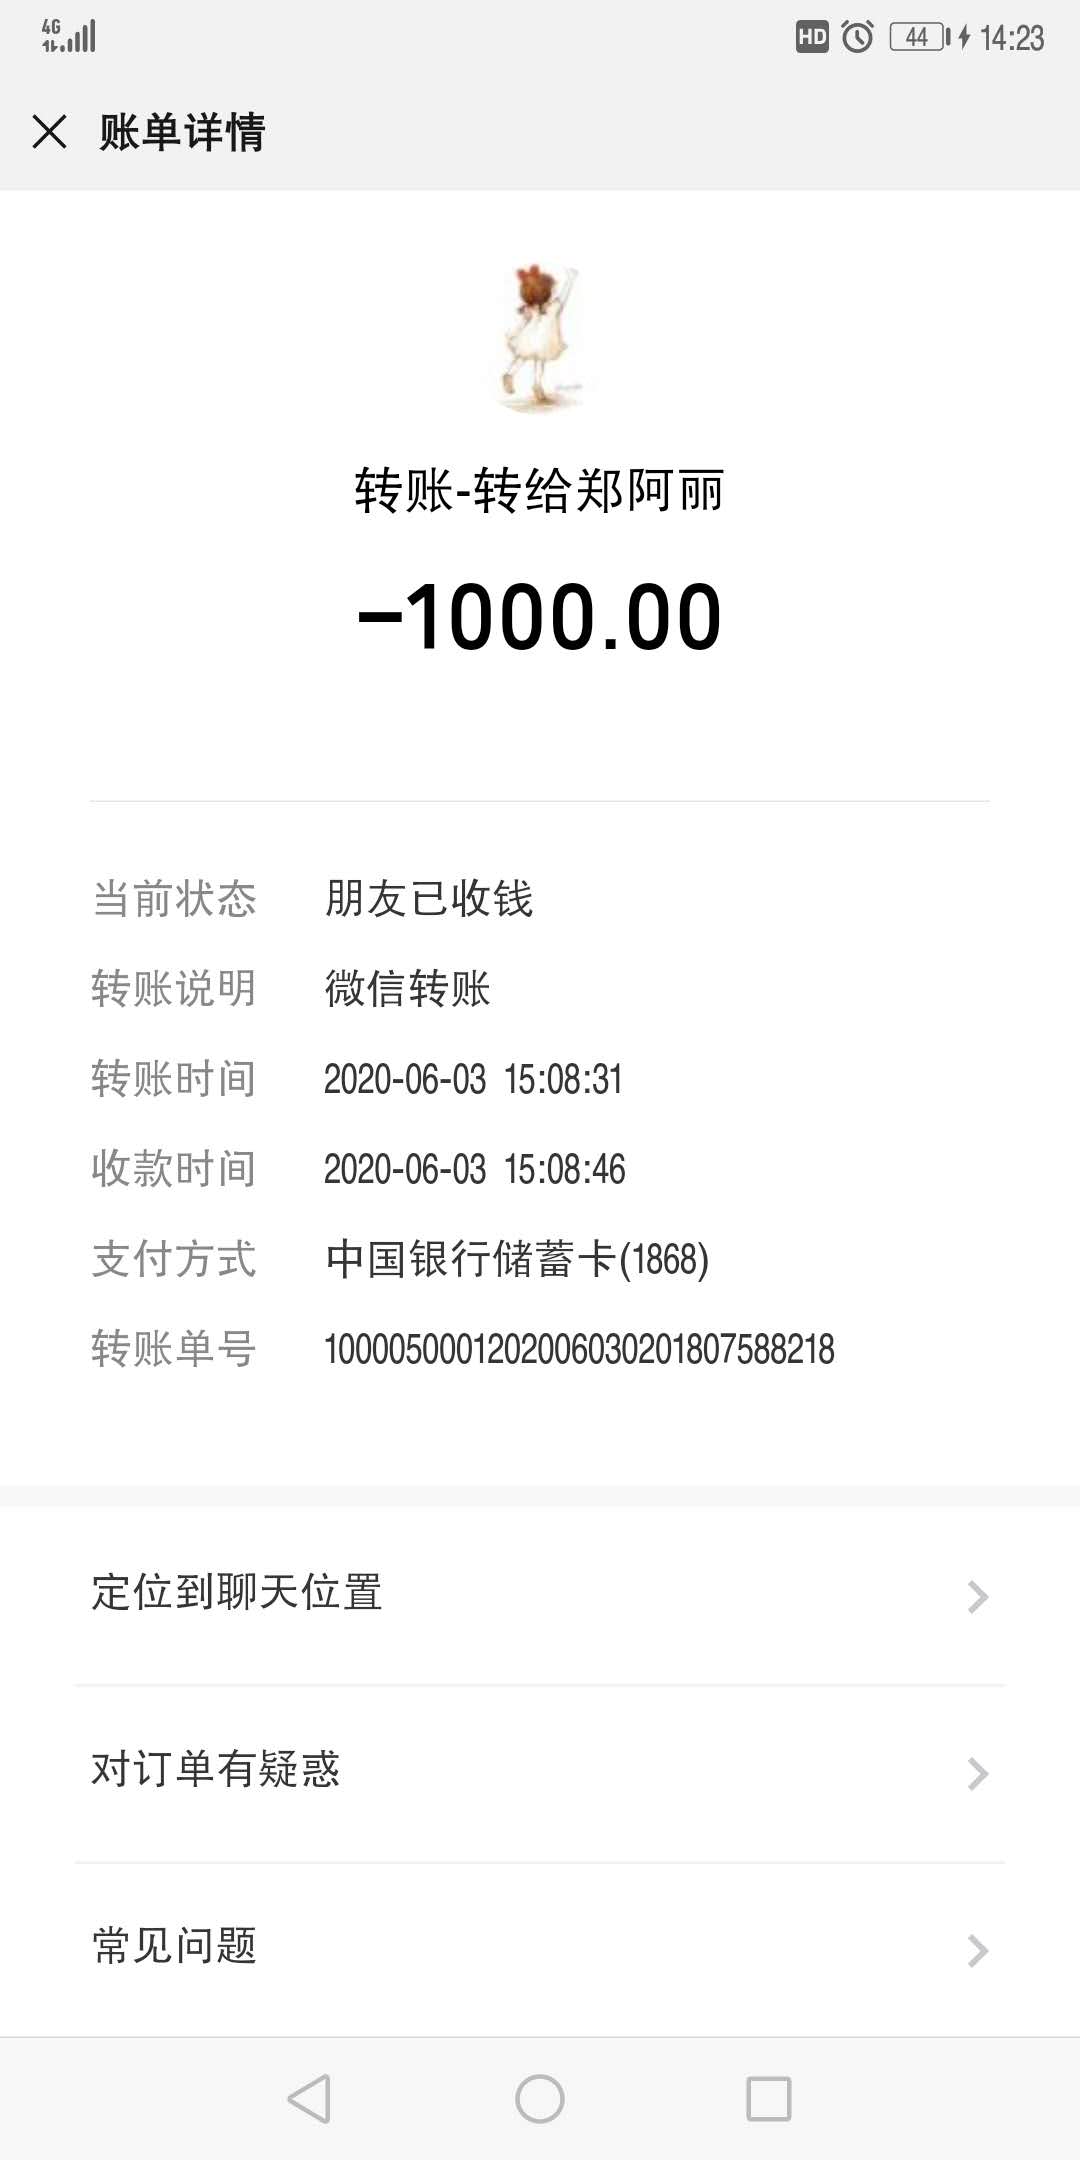 4G HD 44 14:23
账单详情
转账-转给郑阿丽
-1000.00
当前状态 朋友已收钱
转账说明 微信转账
转账时间 2020-06-03 15:08:31
收款时间 2020-06-03 15:08:46
支付方式 中国银行储蓄卡(1868)
转账单号 1000050001202006030201807588218
定位到聊天位置
对订单有疑惑
常见问题